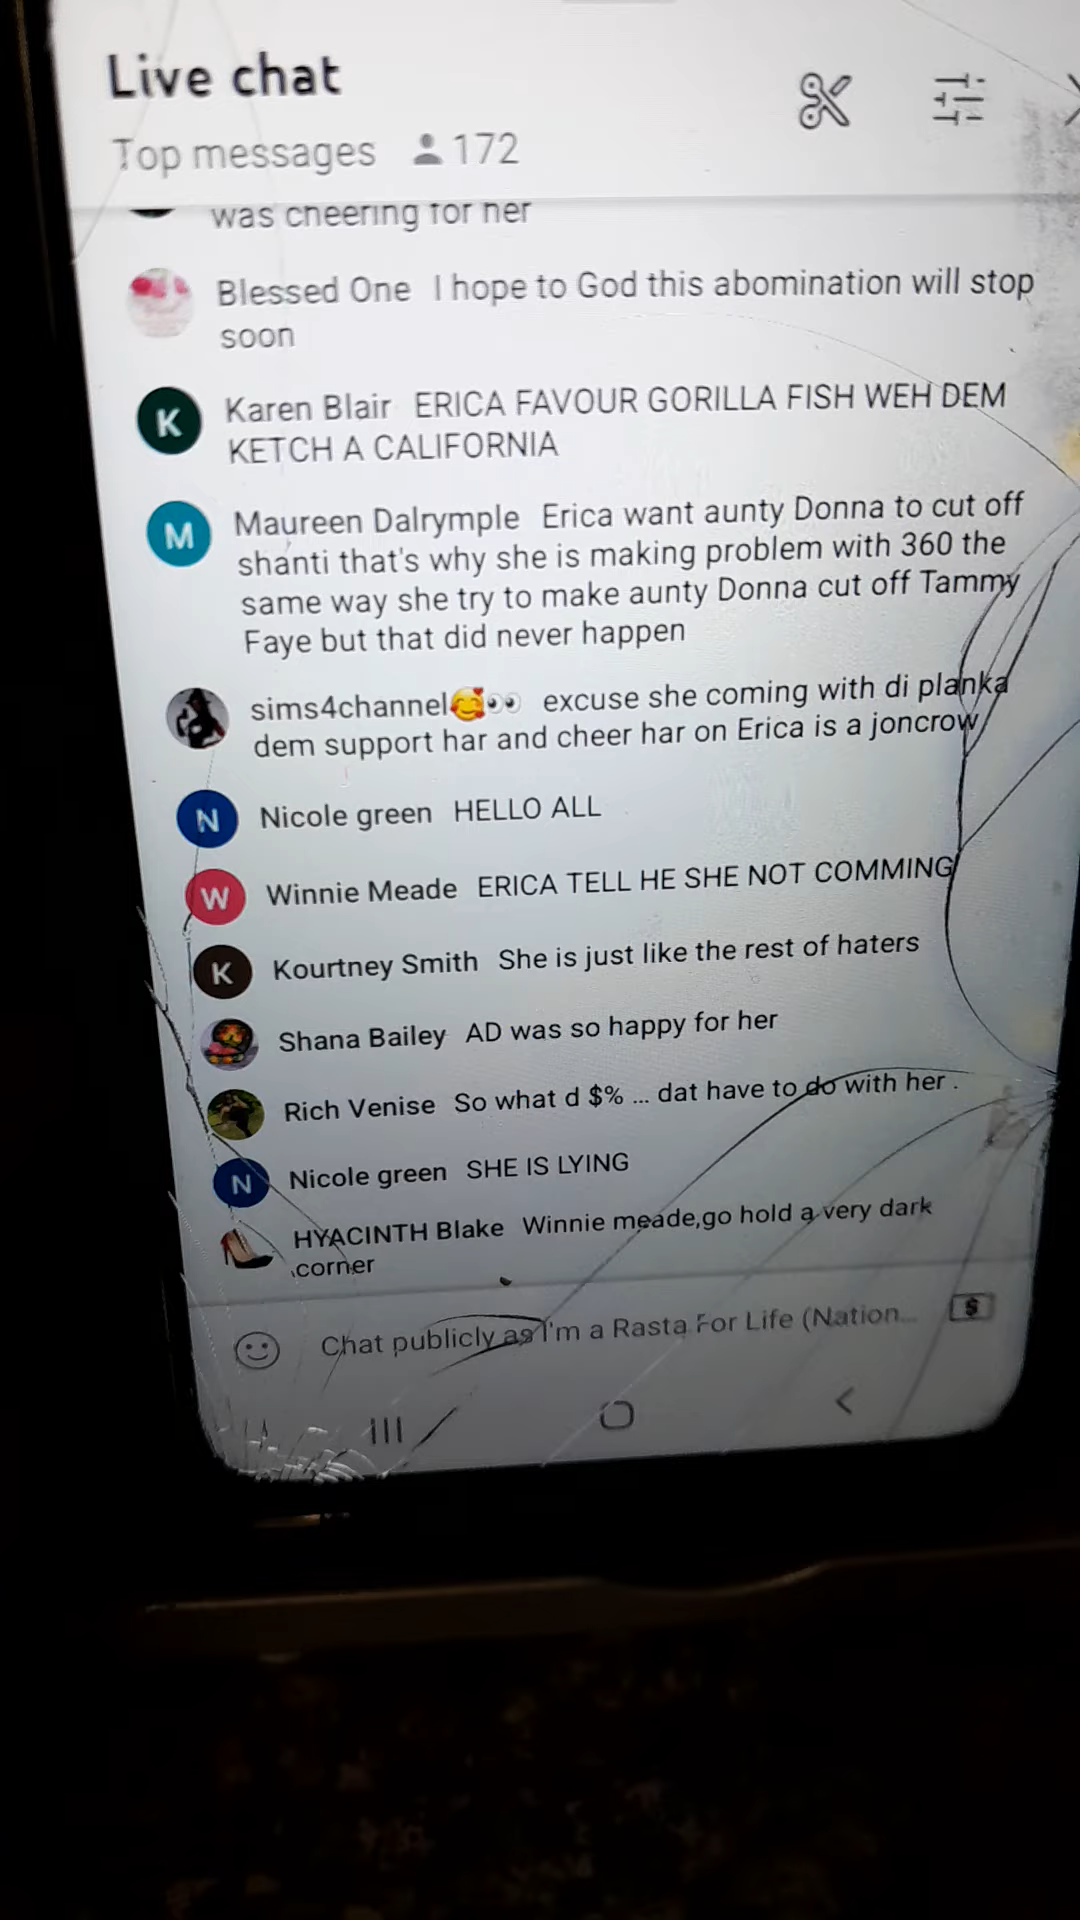 Live chat
Top messages 172
was cheering for her
Blessed One I hope to God this abomination will stop
soon
K
Karen Blair ERICA FAVOUR GORILLA FISH WEH DEM
KETCH A CALIFORNIA
M
Maureen Dalrymple Erica want aunty Donna to cut off
shanti that's why she is making problem with 360 the
same way she try to make aunty Donna cut off Tammy
Faye but that did never happen
sims4channel🥰👀 excuse she coming with di planka
dem support har and cheer har on Erica is a joncrow
N
Nicole green HELLO ALL
W
Winnie Meade ERICA TELL HE SHE NOT COMMING
K
Kourtney Smith She is just like the rest of haters
Shana Bailey AD was so happy for her
Rich Venise So what d $% ... dat have to do with her .
N
Nicole green SHE IS LYING
HYACINTH Blake Winnie meade,go hold a very dark
corner
Chat publicly as I'm a Rasta For Life (Nation...
$